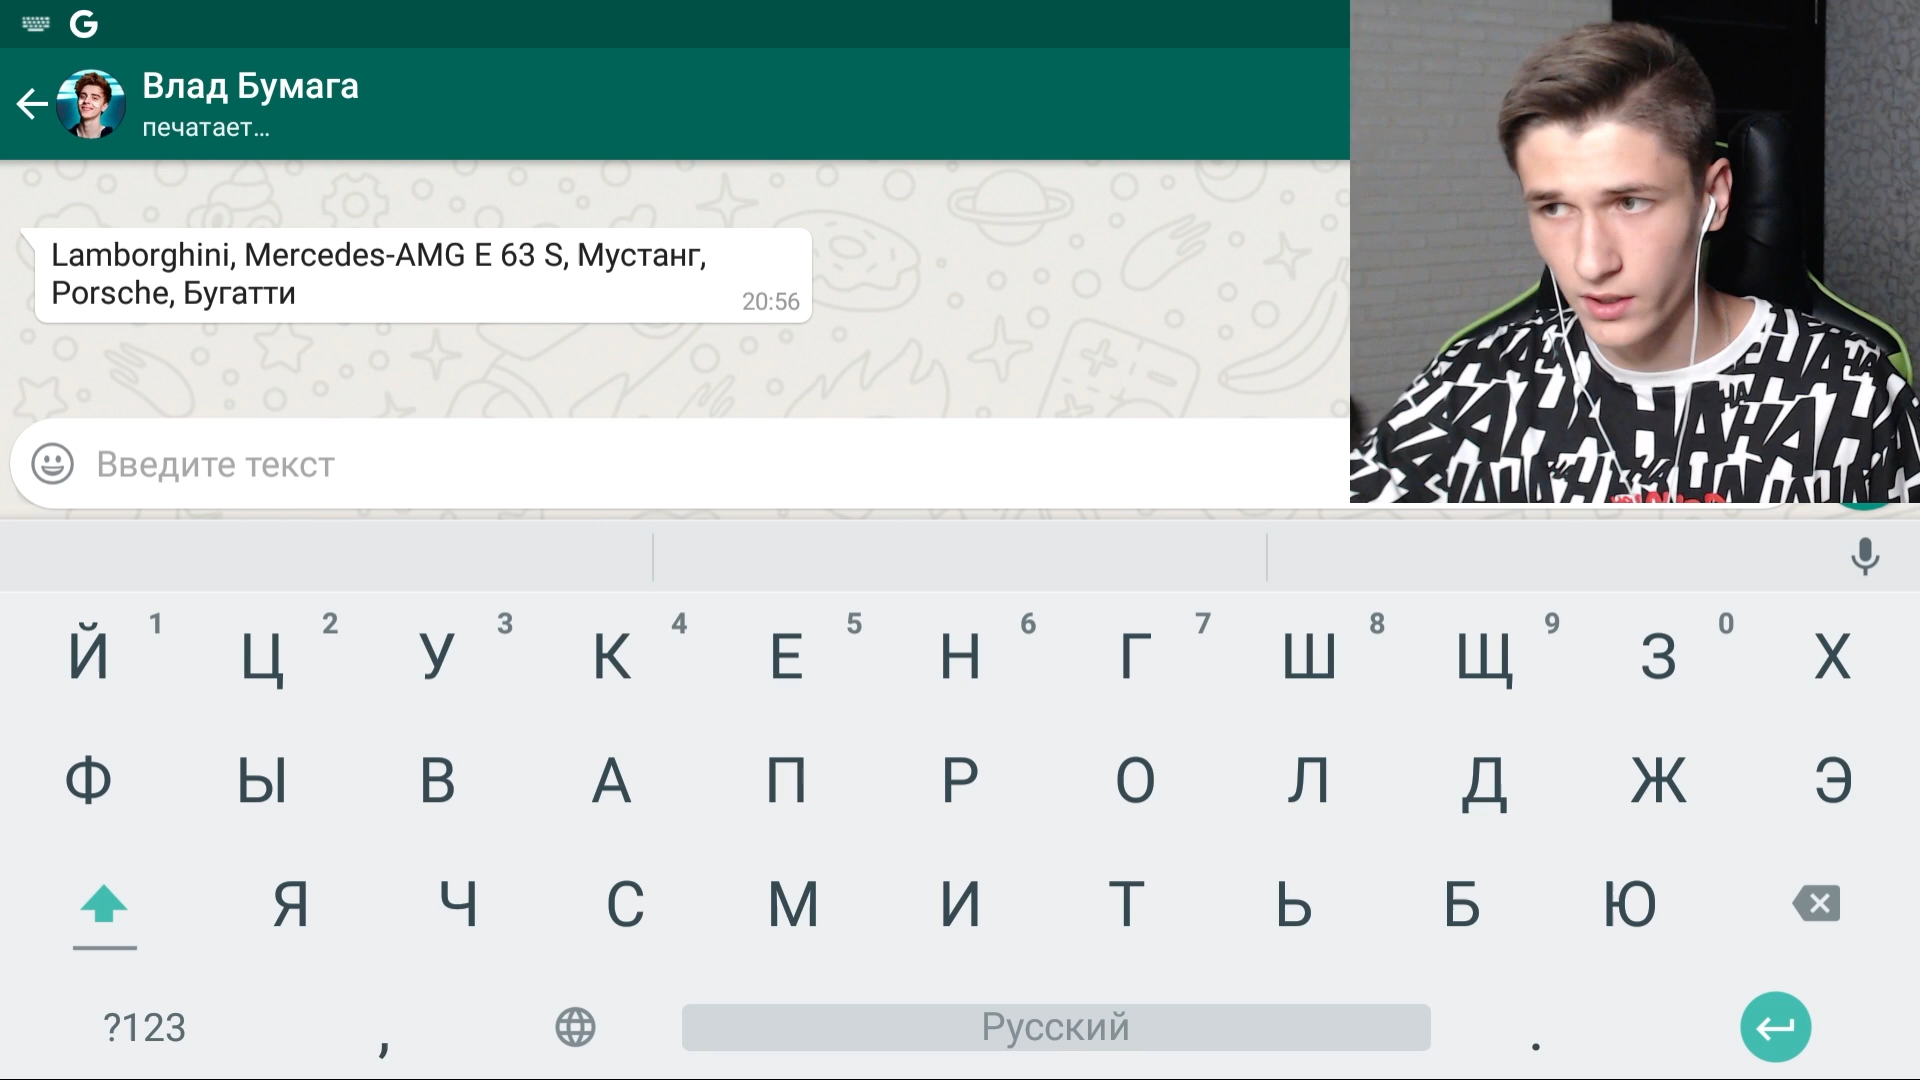 G
Влад Бумага
печатает...
Lamborghini, Mercedes-AMG E 63 S, Мустанг,
Porsche, Бугатти
20:56
Введите текст
Й 1 Ц 2 У 3 К 4 Е 5 Н 6 Г 7 Ш 8 Щ 9 З 0 Х
Ф Ы В А П Р О Л Д Ж Э
Я Ч С М И Т Ь Б Ю
?123 , Русский .